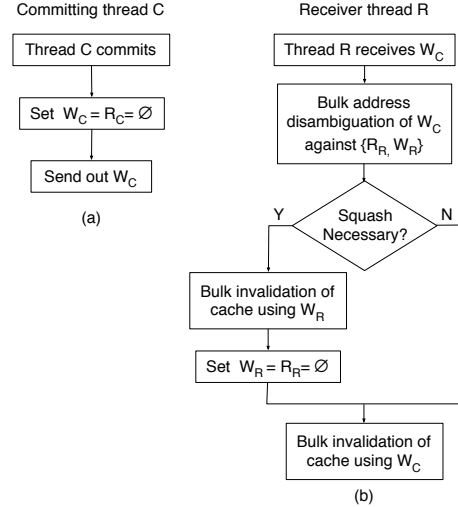 Committing thread C
Thread C commits
Set W_C = R_C = ∅
Send out W_C
(a)
Receiver thread R
Thread R receives W_C
Bulk address
disambiguation of W_C
against {R_R, W_R}
Squash
Necessary?
Y
N
Bulk invalidation of
cache using W_R
Set W_R = R_R = ∅
Bulk invalidation of
cache using W_C
(b)